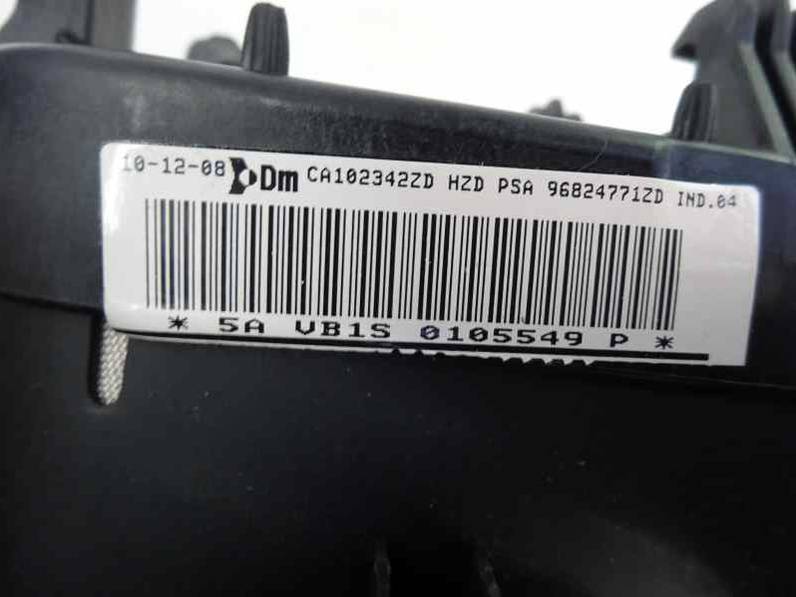 10-12-08 Dm CA102342ZD HZD PSA 96824771ZD IND.04
* 5A VB1S 0105549 P *